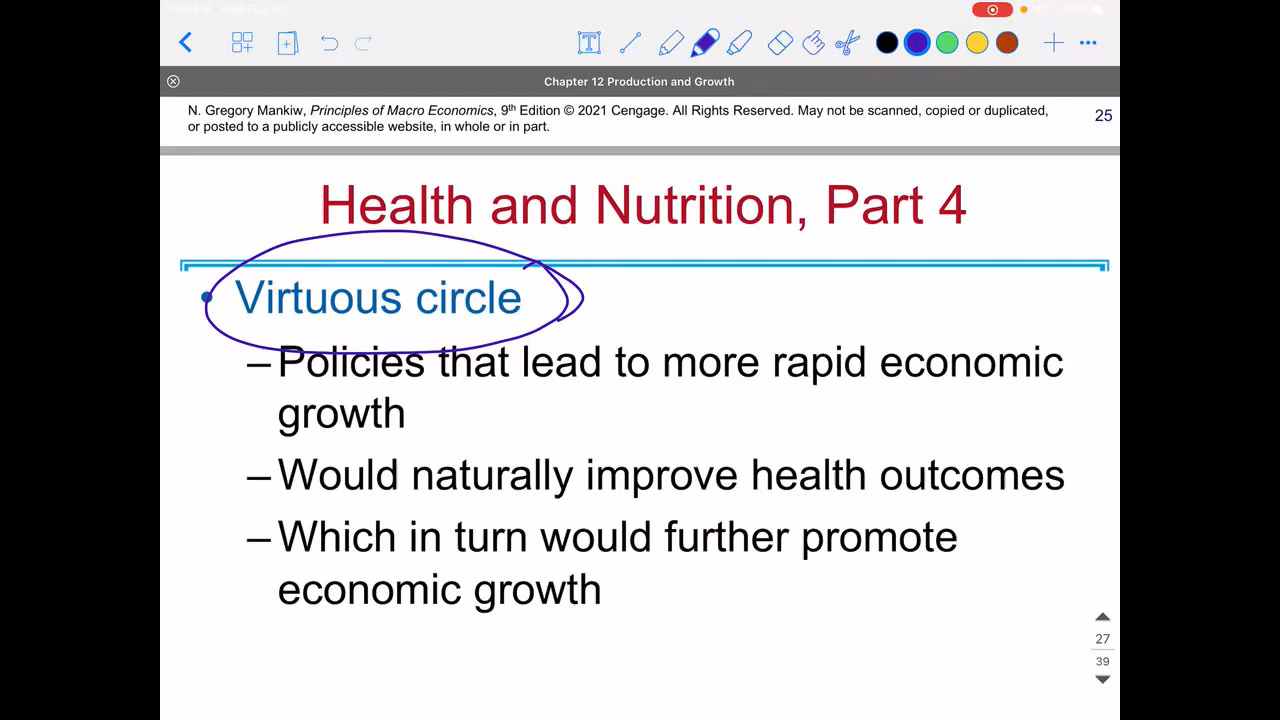 Chapter 12 Production and Growth
N. Gregory Mankiw, Principles of Macro Economics, 9th Edition © 2021 Cengage. All Rights Reserved. May not be scanned, copied or duplicated,
or posted to a publicly accessible website, in whole or in part.
25
Health and Nutrition, Part 4
• Virtuous circle
– Policies that lead to more rapid economic
growth
– Would naturally improve health outcomes
– Which in turn would further promote
economic growth
27
39